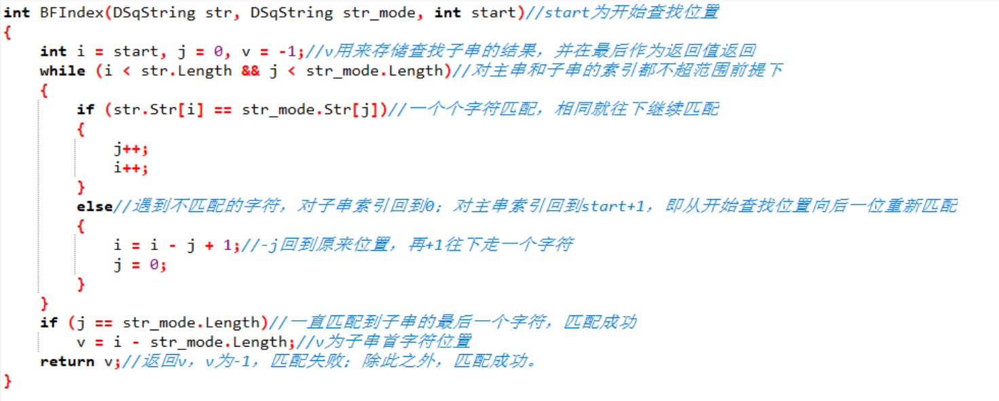 int BFIndex(DSqString str, DSqString str_mode, int start)//start为开始查找位置
{
    int i = start, j = 0, v = -1;//v用来存储查找子串的结果，并在最后作为返回值返回
    while (i < str.Length && j < str_mode.Length)//对主串和子串的索引都不超范围前提下
    {
        if (str.Str[i] == str_mode.Str[j])//一个个字符匹配，相同就往下继续匹配
        {
            j++;
            i++;
        }
        else//遇到不匹配的字符，对子串索引回到0；对主串索引回到start+1，即从开始查找位置向后一位重新匹配
        {
            i = i - j + 1;//-j回到原来位置，再+1往下走一个字符
            j = 0;
        }
    }
    if (j == str_mode.Length)//一直匹配到子串的最后一个字符，匹配成功
        v = i - str_mode.Length;//v为子串首字符位置
    return v;//返回v，v为-1，匹配失败；除此之外，匹配成功。
}